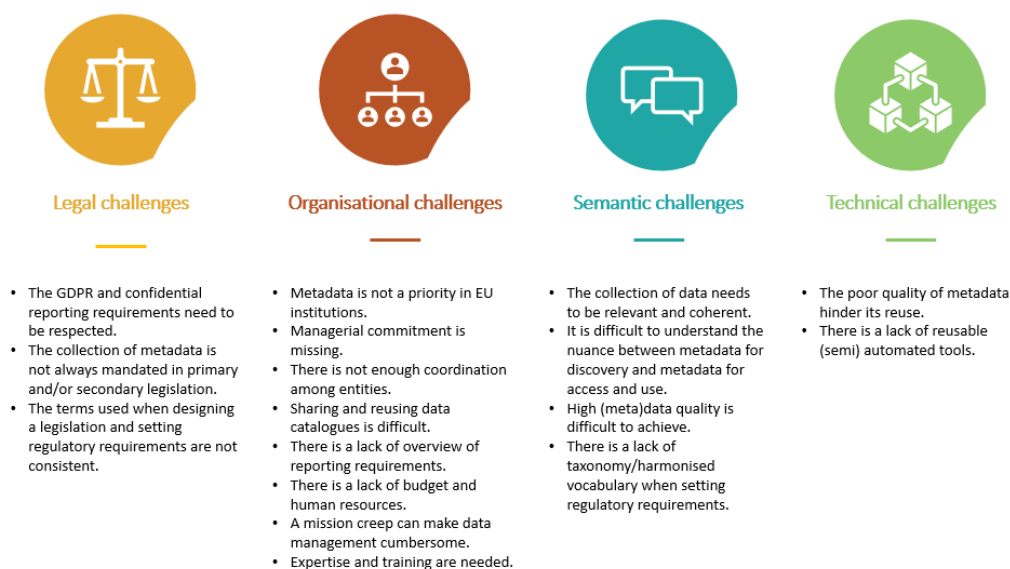 Legal challenges
• The GDPR and confidential
reporting requirements need to
be respected.
• The collection of metadata is
not always mandated in primary
and/or secondary legislation.
• The terms used when designing
a legislation and setting
regulatory requirements are not
consistent.
Organisational challenges
• Metadata is not a priority in EU
institutions.
• Managerial commitment is
missing.
• There is not enough coordination
among entities.
• Sharing and reusing data
catalogues is difficult.
• There is a lack of overview of
reporting requirements.
• There is a lack of budget and
human resources.
• A mission creep can make data
management cumbersome.
• Expertise and training are needed.
Semantic challenges
• The collection of data needs
to be relevant and coherent.
• It is difficult to understand the
nuance between metadata for
discovery and metadata for
access and use.
• High (meta)data quality is
difficult to achieve.
• There is a lack of
taxonomy/harmonised
vocabulary when setting
regulatory requirements.
Technical challenges
• The poor quality of metadata
hinder its reuse.
• There is a lack of reusable
(semi) automated tools.